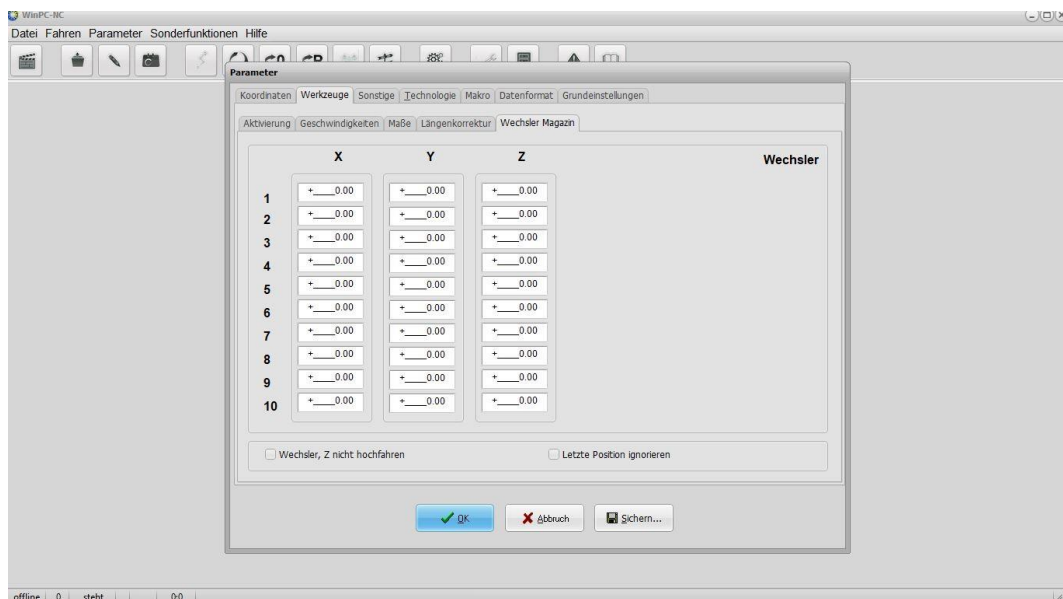 WinPC-NC
Datei Fahren Parameter Sonderfunktionen Hilfe
Parameter
Koordinaten Werkzeuge Sonstige Technologie Makro Datenformat Grundeinstellungen
Aktivierung Geschwindigkeiten Maße Längenkorrektur Wechsler Magazin
X Y Z Wechsler
1 +____0.00 +____0.00 +____0.00
2 +____0.00 +____0.00 +____0.00
3 +____0.00 +____0.00 +____0.00
4 +____0.00 +____0.00 +____0.00
5 +____0.00 +____0.00 +____0.00
6 +____0.00 +____0.00 +____0.00
7 +____0.00 +____0.00 +____0.00
8 +____0.00 +____0.00 +____0.00
9 +____0.00 +____0.00 +____0.00
10 +____0.00 +____0.00 +____0.00
Wechsler, Z nicht hochfahren Letzte Position ignorieren
OK Abbruch Sichern...
offline 0 steht 0:0